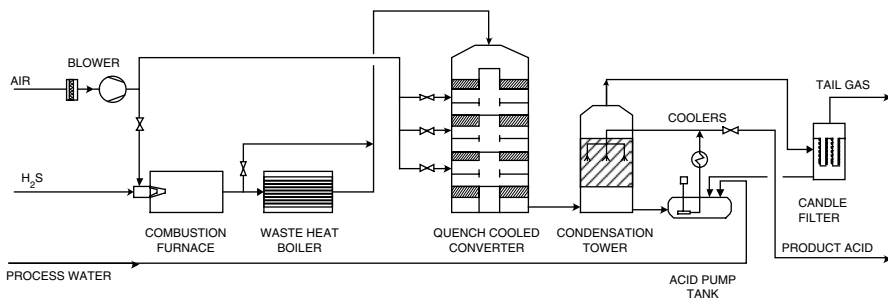 BLOWER
AIR
TAIL GAS
COOLERS
H₂S
CANDLE
FILTER
COMBUSTION
FURNACE
WASTE HEAT
BOILER
QUENCH COOLED
CONVERTER
CONDENSATION
TOWER
PRODUCT ACID
PROCESS WATER
ACID PUMP
TANK